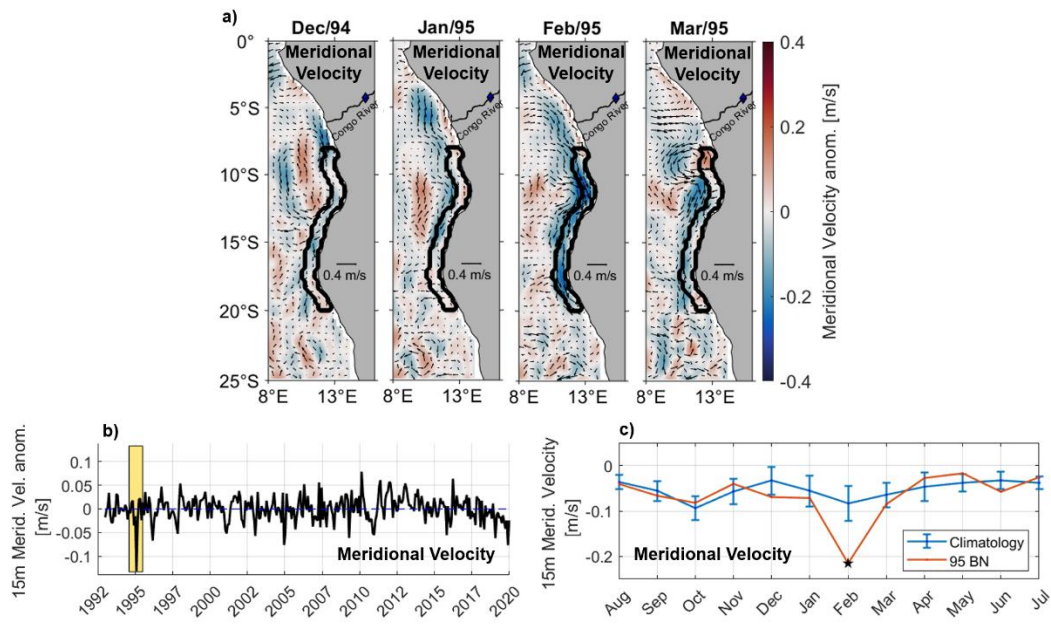 a)
Dec/94 Jan/95 Feb/95 Mar/95
Meridional Velocity
Meridional Velocity
Meridional Velocity
Meridional Velocity
0°
5°S
10°S
15°S
20°S
25°S
Congo River
Congo River
Congo River
Congo River
0.4 m/s
0.4 m/s
0.4 m/s
0.4 m/s
8°E 13°E 8°E 13°E 8°E 13°E 8°E 13°E
0.4
0.2
0
-0.2
-0.4
Meridional Velocity anom. [m/s]
b)
15m Merid. Vel. anom.
[m/s]
0.1
0.05
0
-0.05
-0.1
Meridional Velocity
1992 1995 1997 2000 2002 2005 2007 2010 2012 2015 2017 2020
c)
15m Merid. Velocity
[m/s]
0
-0.1
-0.2
Meridional Velocity
Climatology
95 BN
Aug Sep Oct Nov Dec Jan Feb Mar Apr May Jun Jul